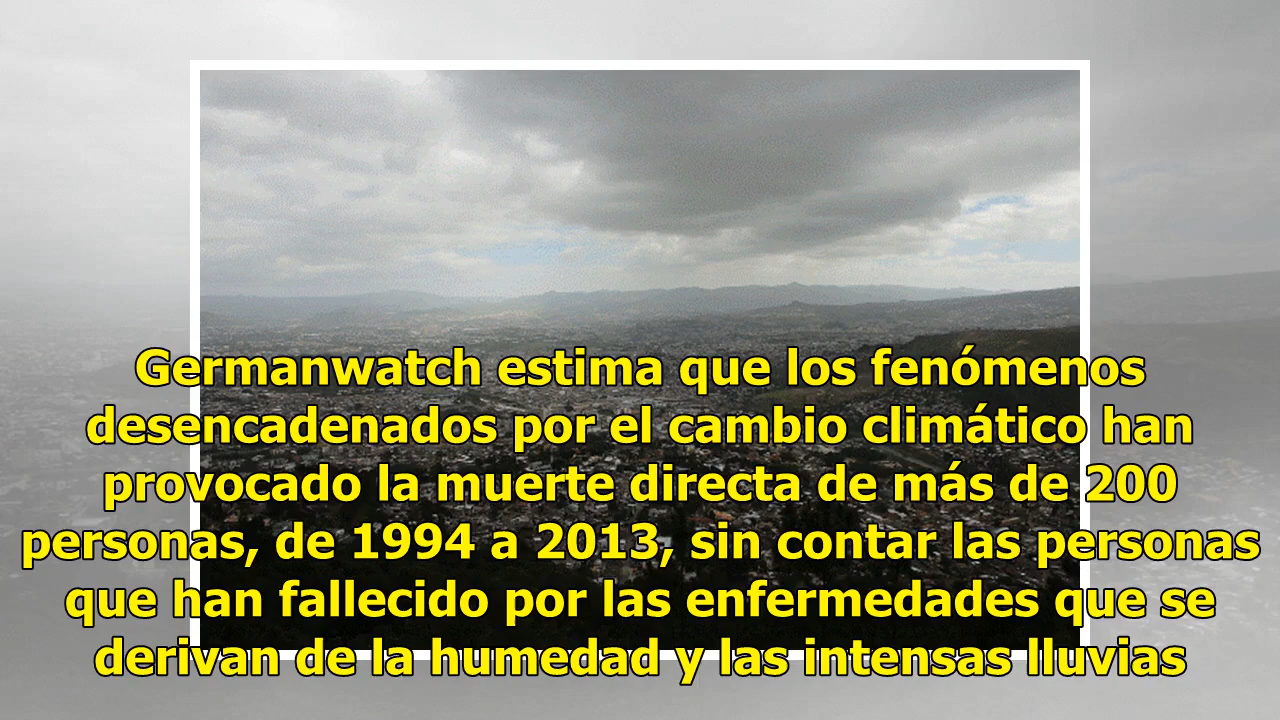 Germanwatch estima que los fenómenos
desencadenados por el cambio climático han
provocado la muerte directa de más de 200
personas, de 1994 a 2013, sin contar las personas
que han fallecido por las enfermedades que se
derivan de la humedad y las intensas lluvias